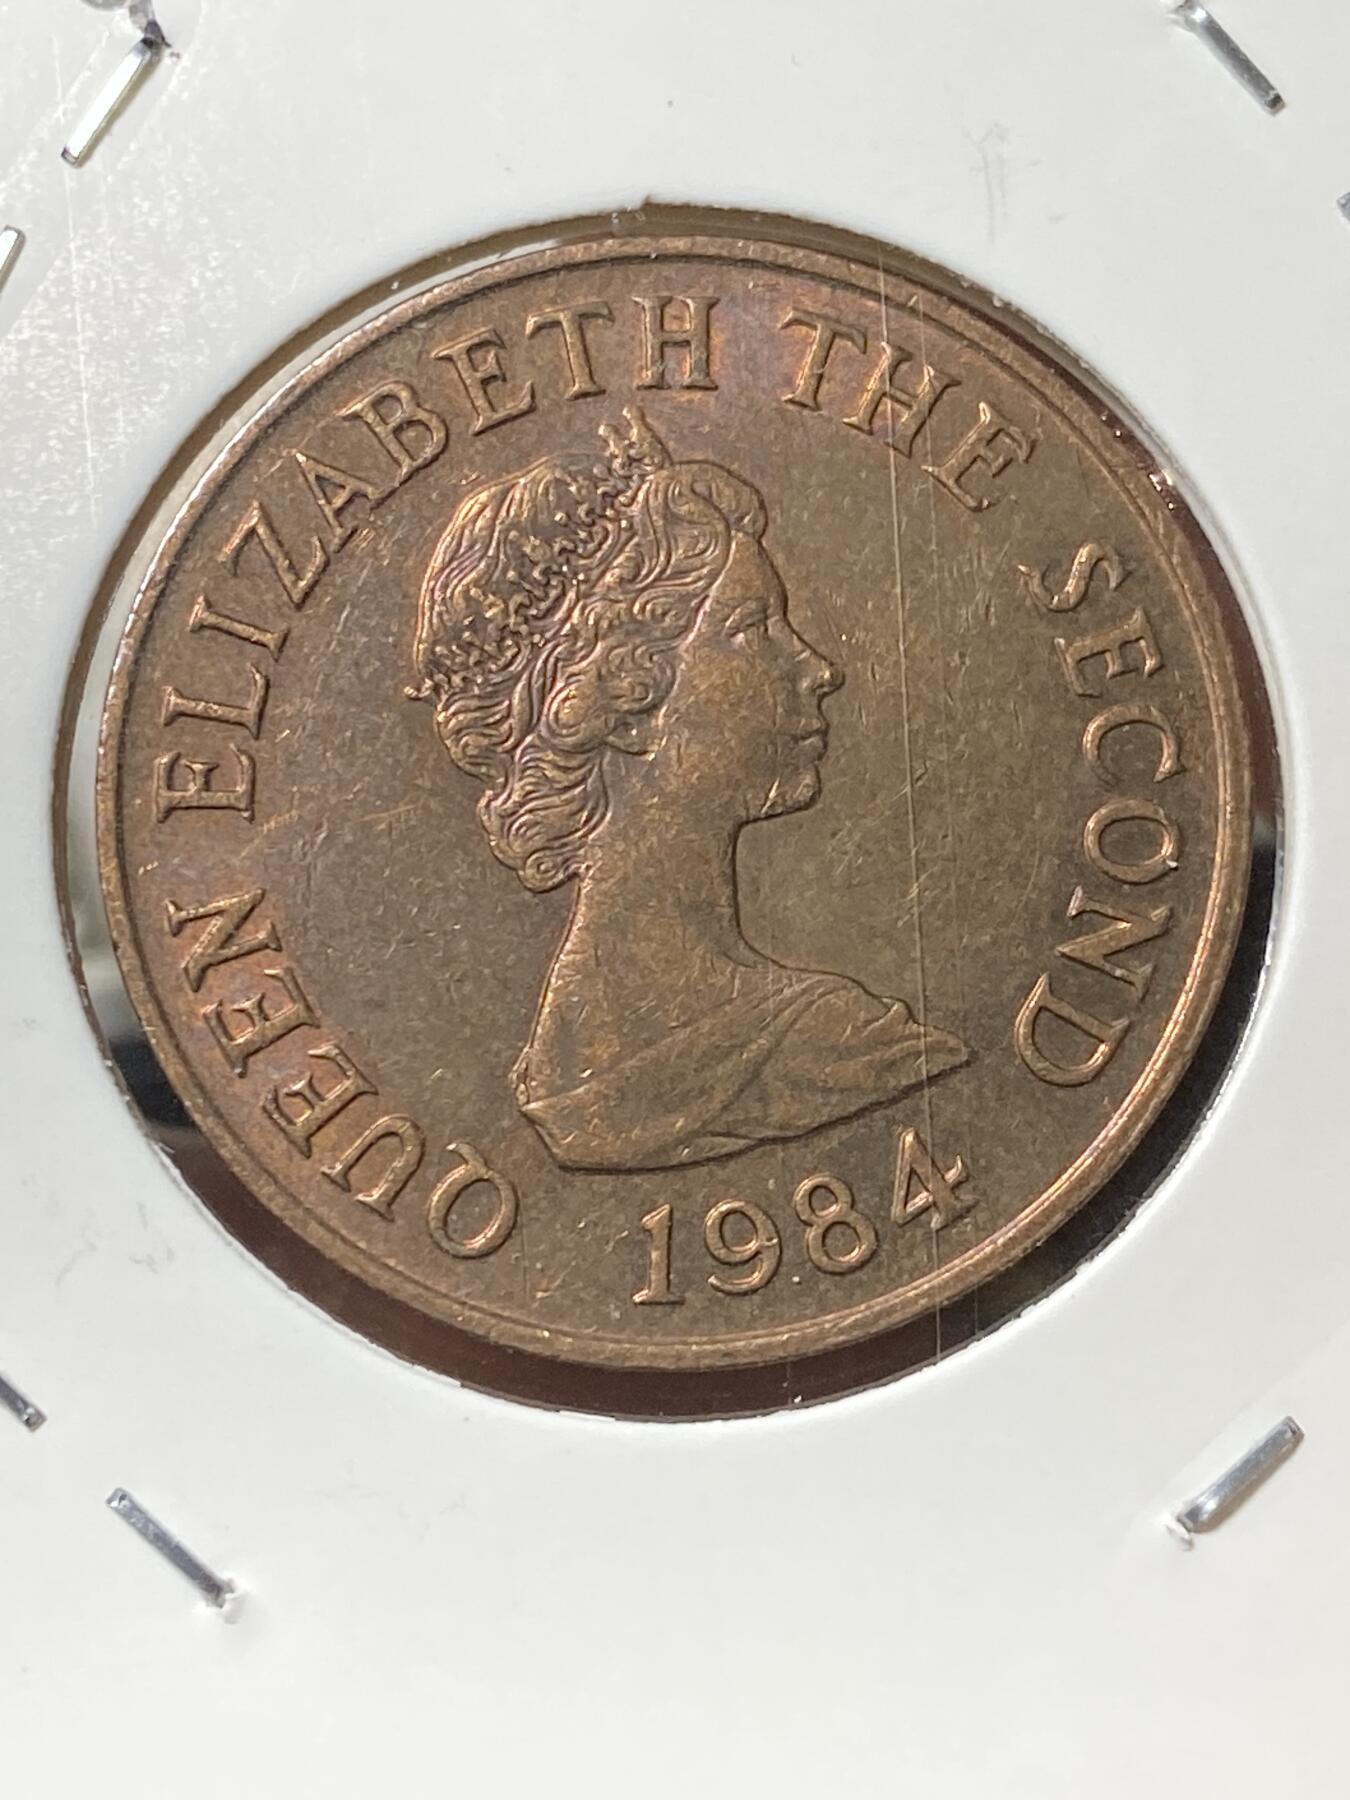 QUEEN ELIZABETH THE SECOND
1984